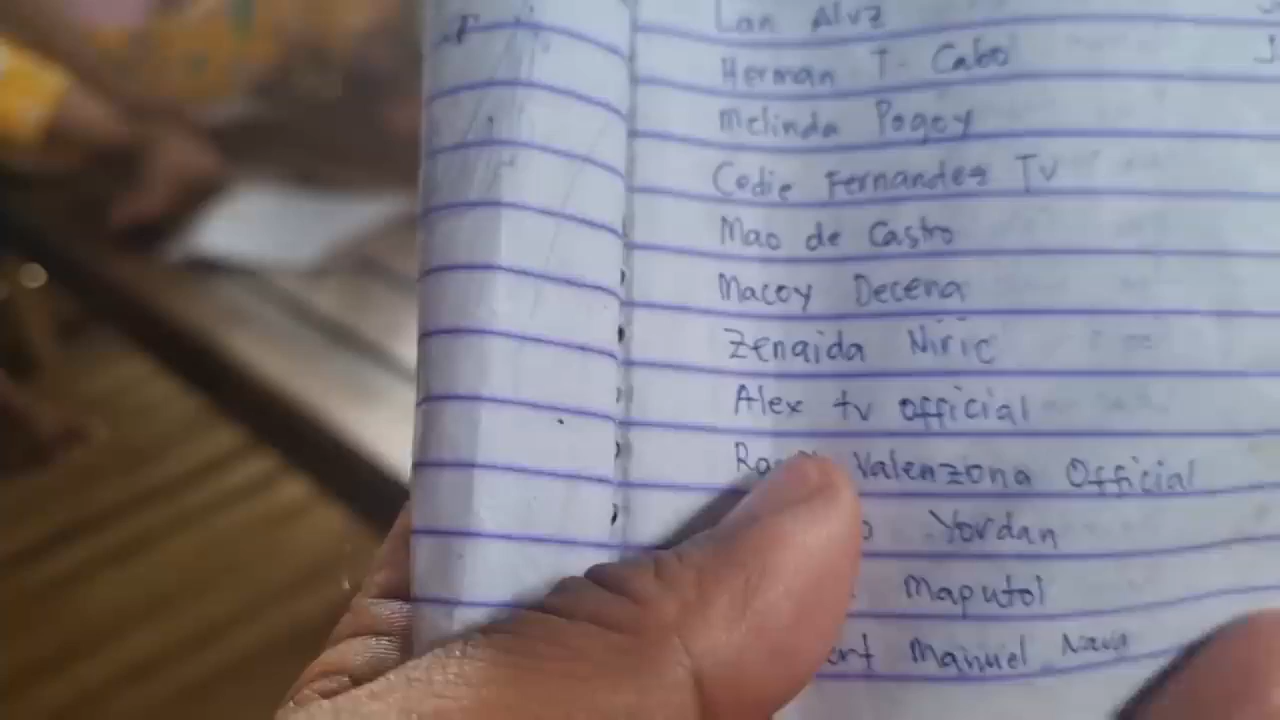 Lan Alvz
Herman T. Cabo
Melinda Pogoy
Codie Fernandez Tv
Mao de Castro
Macoy Decena
Zenaida Niric
Alex tv official
Valenzona Official
Yordan
Maputol
Manuel Nava